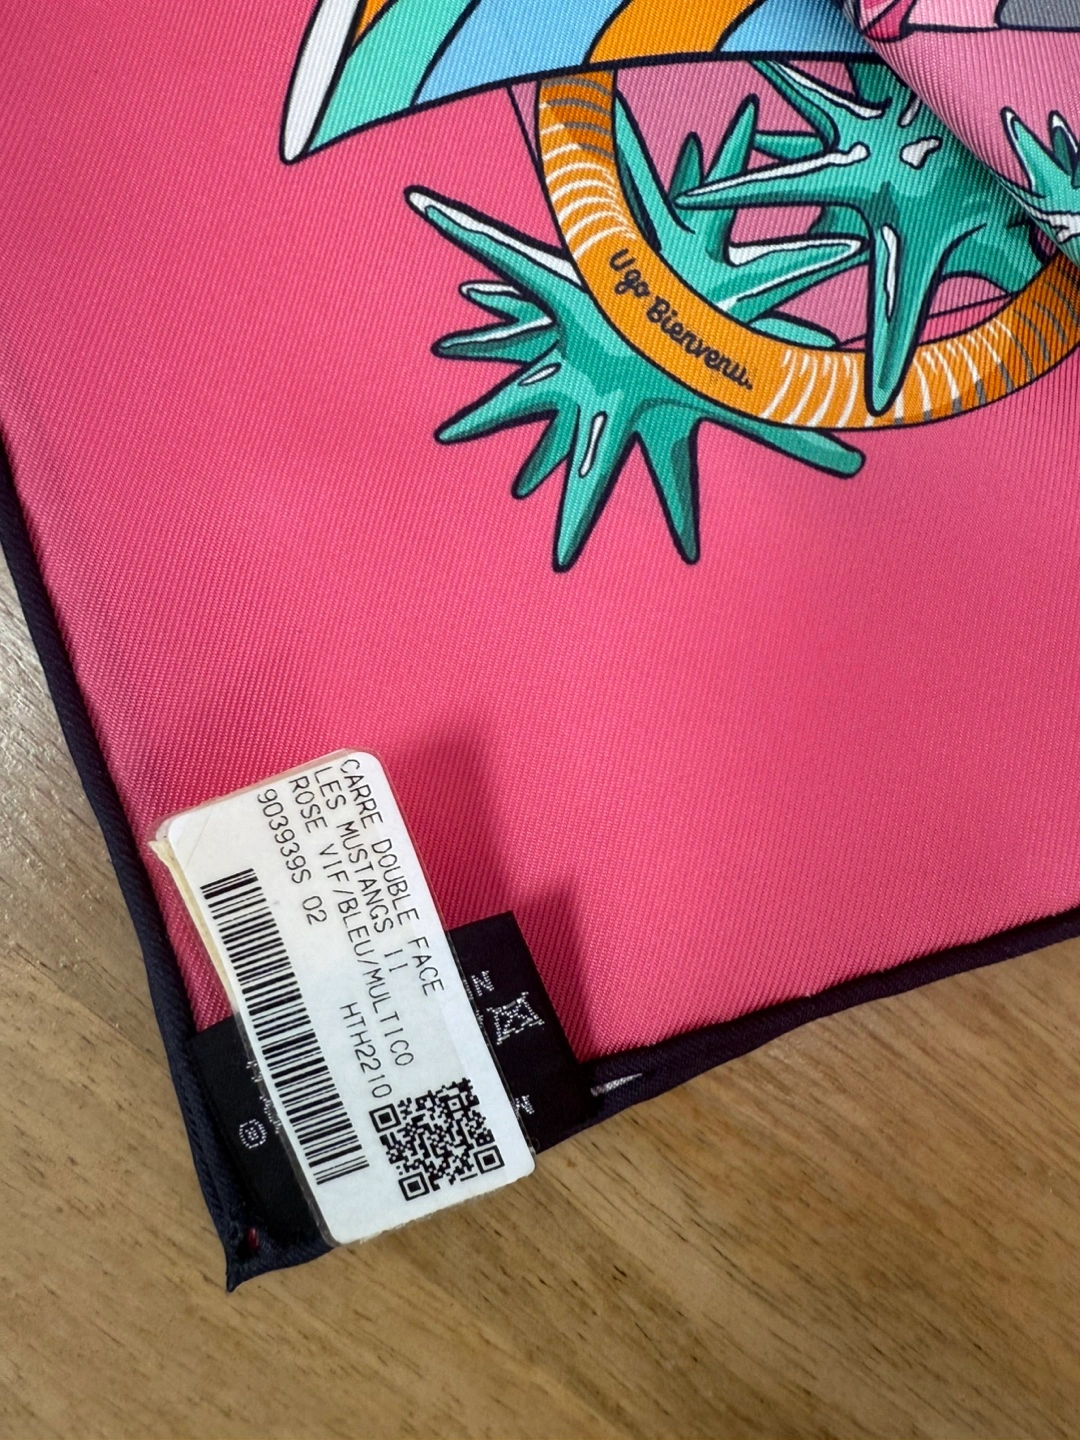 Ugo Bienvenu.
CARRE DOUBLE FACE
LES MUSTANGS II
ROSE VIF/BLEU/MULTICO
903939S 02 HTH2210